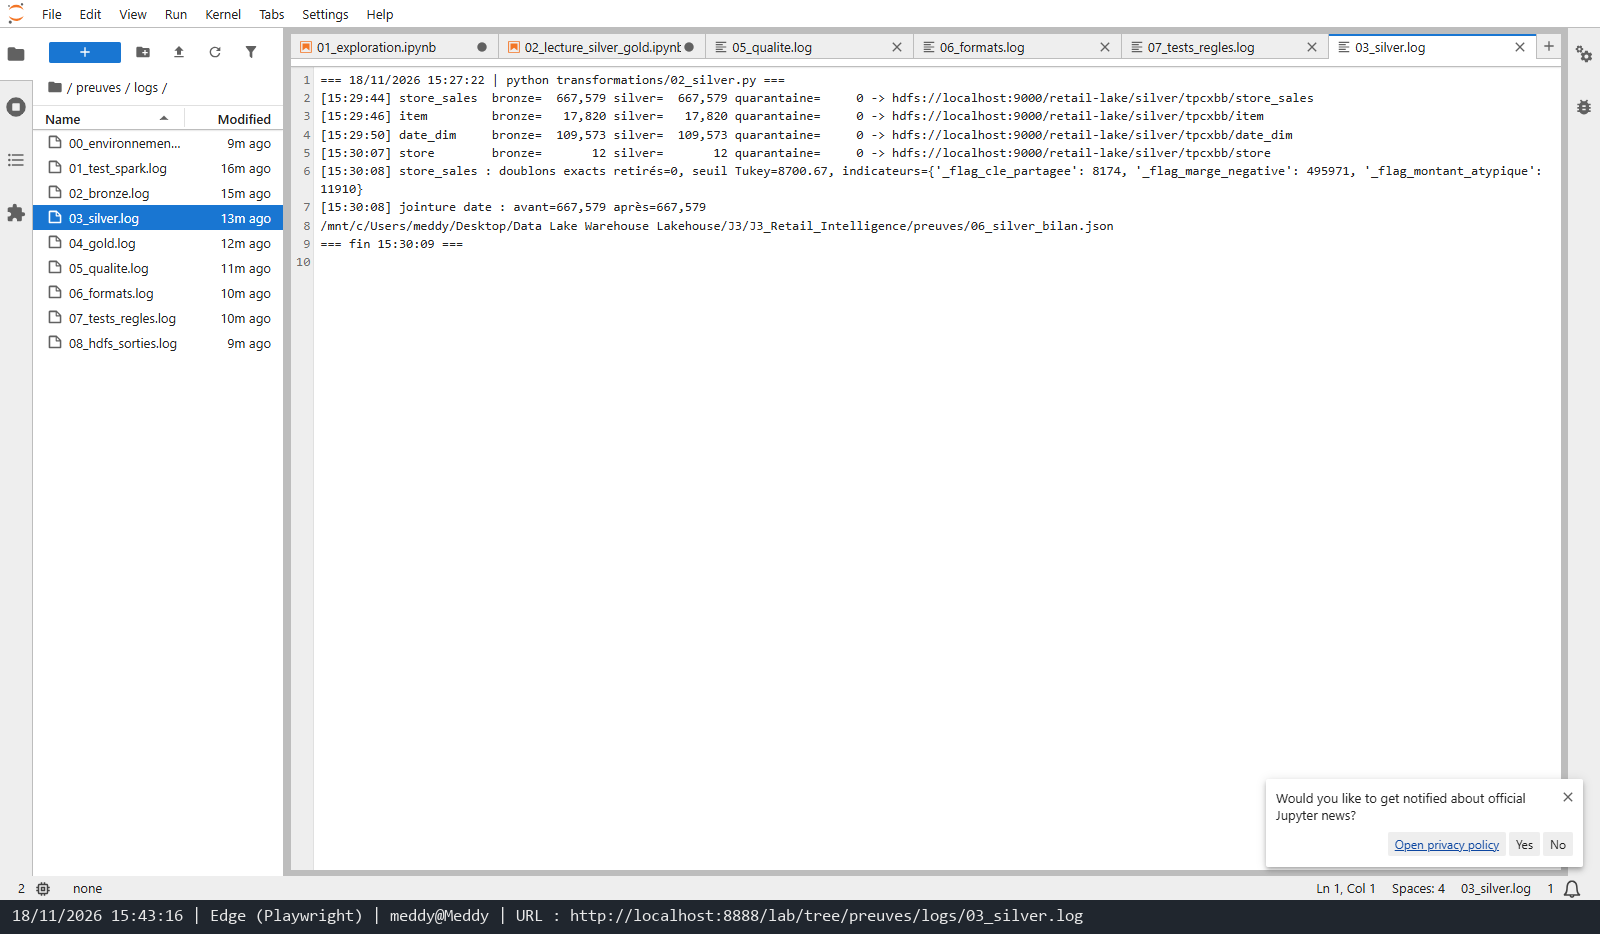 File Edit View Run Kernel Tabs Settings Help
01_exploration.ipynb
02_lecture_silver_gold.ipynb
05_qualite.log
06_formats.log
07_tests_regles.log
03_silver.log
/ preuves / logs /
Name Modified
00_environnemen... 9m ago
01_test_spark.log 16m ago
02_bronze.log 15m ago
03_silver.log 13m ago
04_gold.log 12m ago
05_qualite.log 11m ago
06_formats.log 10m ago
07_tests_regles.log 10m ago
08_hdfs_sorties.log 9m ago
1 === 18/11/2026 15:27:22 | python transformations/02_silver.py ===
2 [15:29:44] store_sales bronze= 667,579 silver= 667,579 quarantaine= 0 -> hdfs://localhost:9000/retail-lake/silver/tpcxbb/store_sales
3 [15:29:46] item bronze= 17,820 silver= 17,820 quarantaine= 0 -> hdfs://localhost:9000/retail-lake/silver/tpcxbb/item
4 [15:29:50] date_dim bronze= 109,573 silver= 109,573 quarantaine= 0 -> hdfs://localhost:9000/retail-lake/silver/tpcxbb/date_dim
5 [15:30:07] store bronze= 12 silver= 12 quarantaine= 0 -> hdfs://localhost:9000/retail-lake/silver/tpcxbb/store
6 [15:30:08] store_sales : doublons exacts retirés=0, seuil Tukey=8700.67, indicateurs={'_flag_cle_partagee': 8174, '_flag_marge_negative': 495971, '_flag_montant_atypique':
11910}
7 [15:30:08] jointure date : avant=667,579 après=667,579
8 /mnt/c/Users/meddy/Desktop/Data Lake Warehouse Lakehouse/J3/J3_Retail_Intelligence/preuves/06_silver_bilan.json
9 === fin 15:30:09 ===
10
Would you like to get notified about official
Jupyter news?
Open privacy policy Yes No
2 none Ln 1, Col 1 Spaces: 4 03_silver.log 1
18/11/2026 15:43:16 | Edge (Playwright) | meddy@Meddy | URL : http://localhost:8888/lab/tree/preuves/logs/03_silver.log